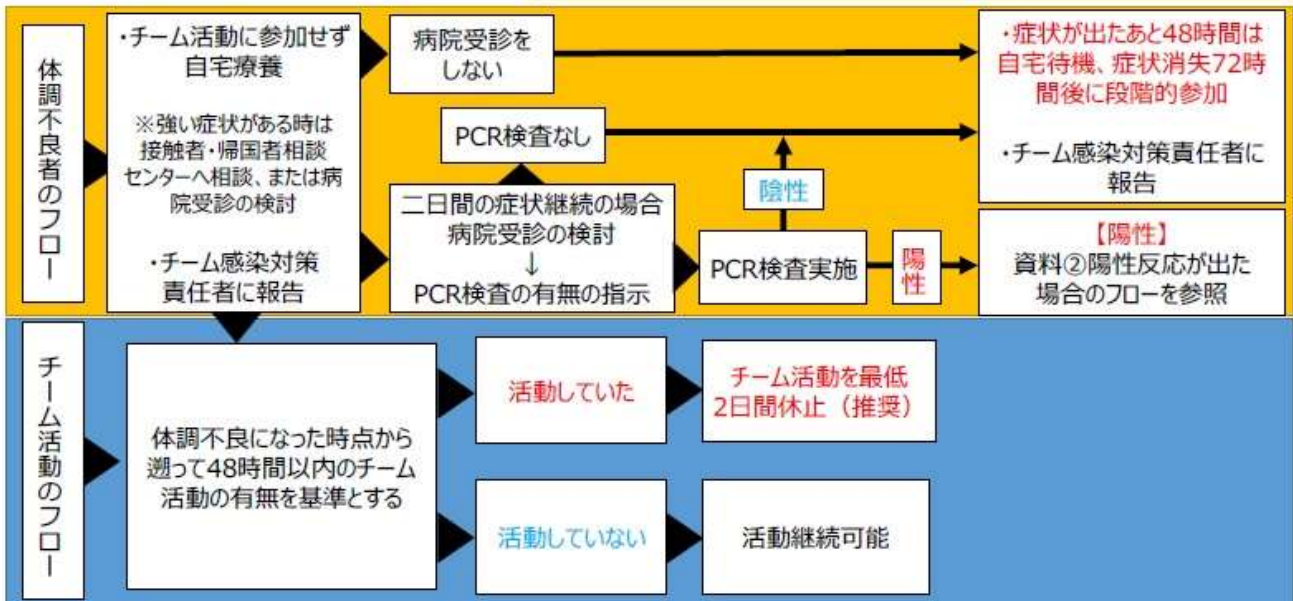 体調不良者のフロー
・チーム活動に参加せず
自宅療養
※強い症状がある時は
接触者・帰国者相談
センターへ相談、または病
院受診の検討
・チーム感染対策
責任者に報告
病院受診を
しない
PCR検査なし
二日間の症状継続の場合
病院受診の検討
↓
PCR検査の有無の指示
陰性
PCR検査実施
陽性
・症状が出たあと48時間は
自宅待機、症状消失72時
間後に段階的参加
・チーム感染対策責任者に
報告
【陽性】
資料②陽性反応が出た
場合のフローを参照
チーム活動のフロー
体調不良になった時点から
遡って48時間以内のチーム
活動の有無を基準とする
活動していた
チーム活動を最低
2日間休止（推奨）
活動していない
活動継続可能